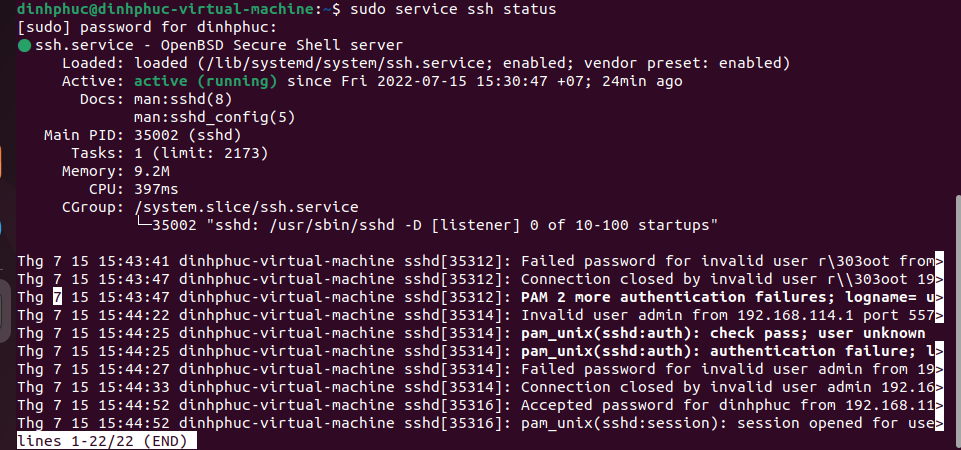 dinhphuc@dinhphuc-virtual-machine:~$ sudo service ssh status
[sudo] password for dinhphuc:
ssh.service - OpenBSD Secure Shell server
Loaded: loaded (/lib/systemd/system/ssh.service; enabled; vendor preset: enabled)
Active: active (running) since Fri 2022-07-15 15:30:47 +07; 24min ago
Docs: man:sshd(8)
man:sshd_config(5)
Main PID: 35002 (sshd)
Tasks: 1 (limit: 2173)
Memory: 9.2M
CPU: 397ms
CGroup: /system.slice/ssh.service
└─35002 "sshd: /usr/sbin/sshd -D [listener] 0 of 10-100 startups"
Thg 7 15 15:43:41 dinhphuc-virtual-machine sshd[35312]: Failed password for invalid user r\303oot from>
Thg 7 15 15:43:47 dinhphuc-virtual-machine sshd[35312]: Connection closed by invalid user r\\303oot 19>
Thg 7 15 15:43:47 dinhphuc-virtual-machine sshd[35312]: PAM 2 more authentication failures; logname= u>
Thg 7 15 15:44:22 dinhphuc-virtual-machine sshd[35314]: Invalid user admin from 192.168.114.1 port 557>
Thg 7 15 15:44:25 dinhphuc-virtual-machine sshd[35314]: pam_unix(sshd:auth): check pass; user unknown
Thg 7 15 15:44:25 dinhphuc-virtual-machine sshd[35314]: pam_unix(sshd:auth): authentication failure; l>
Thg 7 15 15:44:27 dinhphuc-virtual-machine sshd[35314]: Failed password for invalid user admin from 19>
Thg 7 15 15:44:33 dinhphuc-virtual-machine sshd[35314]: Connection closed by invalid user admin 192.16>
Thg 7 15 15:44:52 dinhphuc-virtual-machine sshd[35316]: Accepted password for dinhphuc from 192.168.11>
Thg 7 15 15:44:52 dinhphuc-virtual-machine sshd[35316]: pam_unix(sshd:session): session opened for use>
lines 1-22/22 (END)